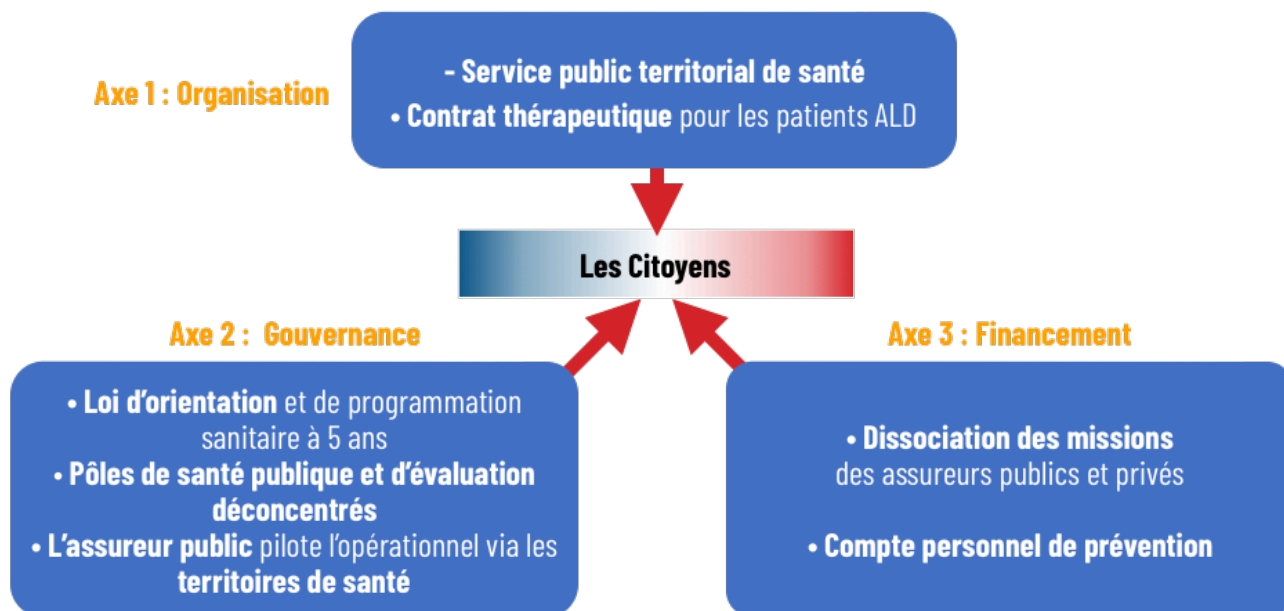 Axe 1 : Organisation
- Service public territorial de santé
• Contrat thérapeutique pour les patients ALD
Les Citoyens
Axe 2 :  Gouvernance
• Loi d’orientation et de programmation
sanitaire à 5 ans
• Pôles de santé publique et d’évaluation
déconcentrés
• L’assureur public pilote l’opérationnel via les
territoires de santé
Axe 3 : Financement
• Dissociation des missions
des assureurs publics et privés
• Compte personnel de prévention